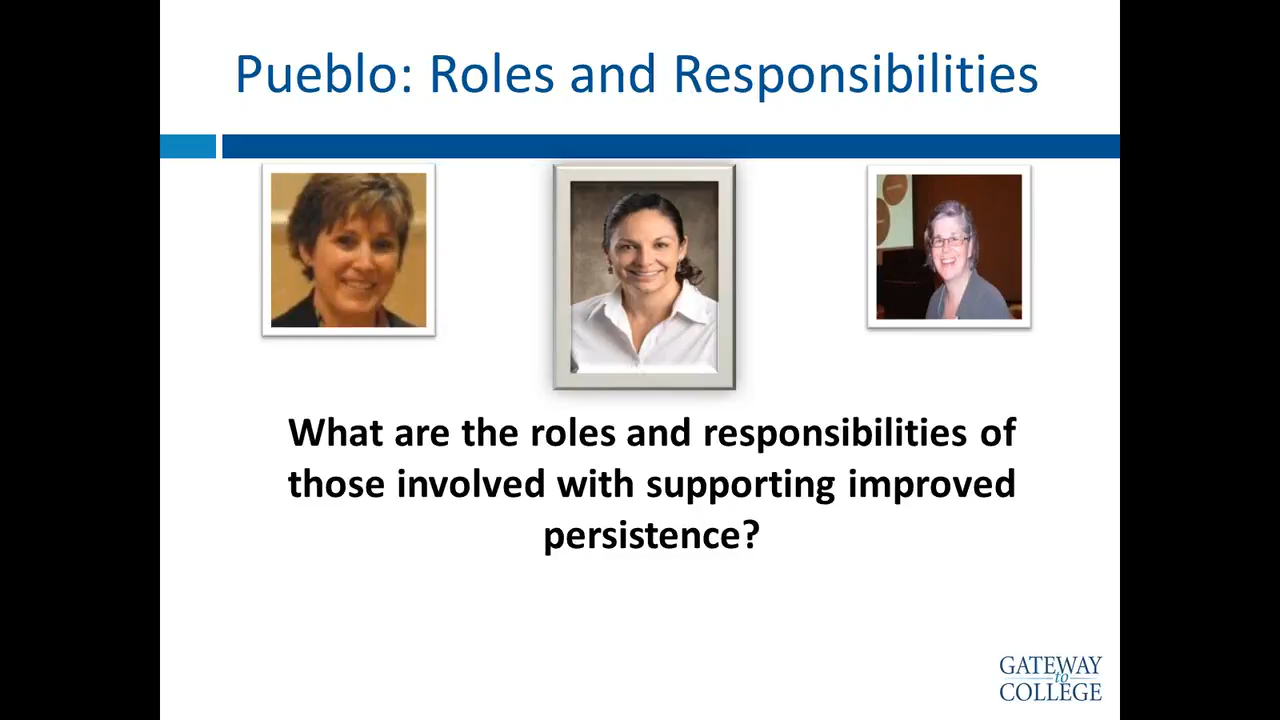 Pueblo: Roles and Responsibilities
What are the roles and responsibilities of
those involved with supporting improved
persistence?
GATEWAY
to
COLLEGE